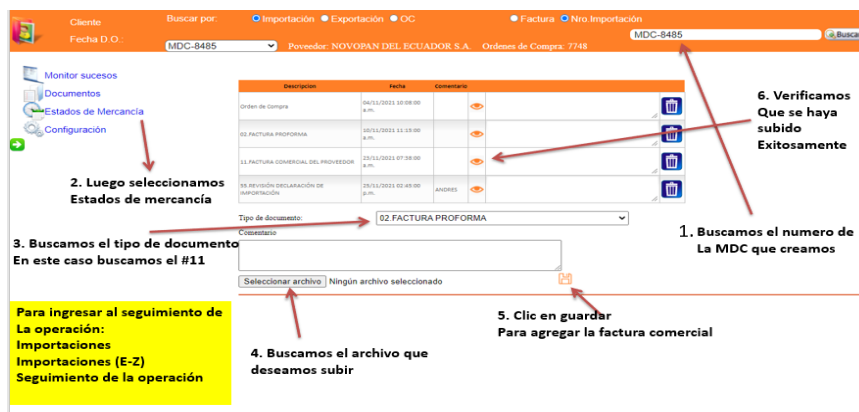 Cliente
Buscar por:
Importación Exportación OC
Factura Nro.Importación
Fecha D.O.:
MDC-8485
Poveedor: NOVOPAN DEL ECUADOR S.A. Ordenes de Compra: 7748
MDC-8485
Busca
Monitor sucesos
Documentos
Estados de Mercancía
Configuración
Descripcion Fecha Comentario
Orden de Compra 04/11/2021 10:08:00 a.m.
02.FACTURA PROFORMA 10/11/2021 11:15:00 a.m.
11.FACTURA COMERCIAL DEL PROVEEDOR 23/11/2021 07:58:00 a.m.
55.REVISIÓN DECLARACIÓN DE IMPORTACIÓN 25/11/2021 02:43:00 p.m. ANDRES
6. Verificamos
Que se haya
subido
Exitosamente
2. Luego seleccionamos
Estados de mercancía
Tipo de documento: 02.FACTURA PROFORMA
Comentario
1. Buscamos el numero de
La MDC que creamos
3. Buscamos el tipo de documento
En este caso buscamos el #11
Seleccionar archivo Ningún archivo seleccionado
Para ingresar al seguimiento de
La operación:
Importaciones
Importaciones (E-Z)
Seguimiento de la operación
4. Buscamos el archivo que
deseamos subir
5. Clic en guardar
Para agregar la factura comercial